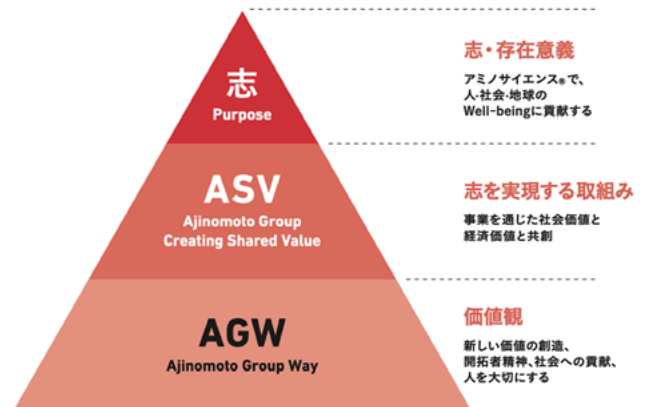 志
Purpose
志・存在意義
アミノサイエンス®で、
人・社会・地球の
Well-beingに貢献する
ASV
Ajinomoto Group
Creating Shared Value
志を実現する取組み
事業を通じた社会価値と
経済価値と共創
AGW
Ajinomoto Group Way
価値観
新しい価値の創造、
開拓者精神、社会への貢献、
人を大切にする